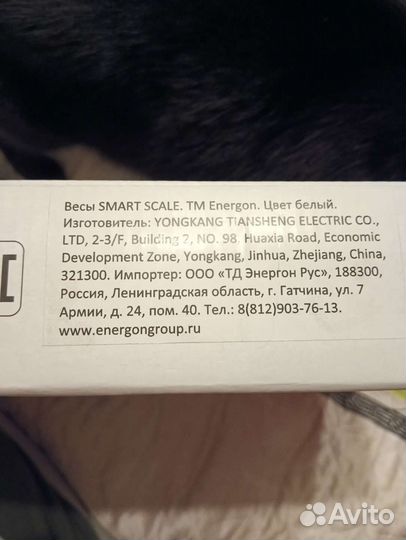 Весы SMART SCALE. TM Energon. Цвет белый.
Изготовитель: YONGKANG TIANSHENG ELECTRIC CO.,
LTD, 2-3/F, Building 2, NO. 98. Huaxia Road, Economic
Development Zone, Yongkang, Jinhua, Zhejiang, China,
321300. Импортер: ООО «ТД Энергон Рус», 188300,
Россия, Ленинградская область, г. Гатчина, ул. 7
Армии, д. 24, пом. 40. Тел.: 8(812)903-76-13.
www.energongroup.ru
Avito